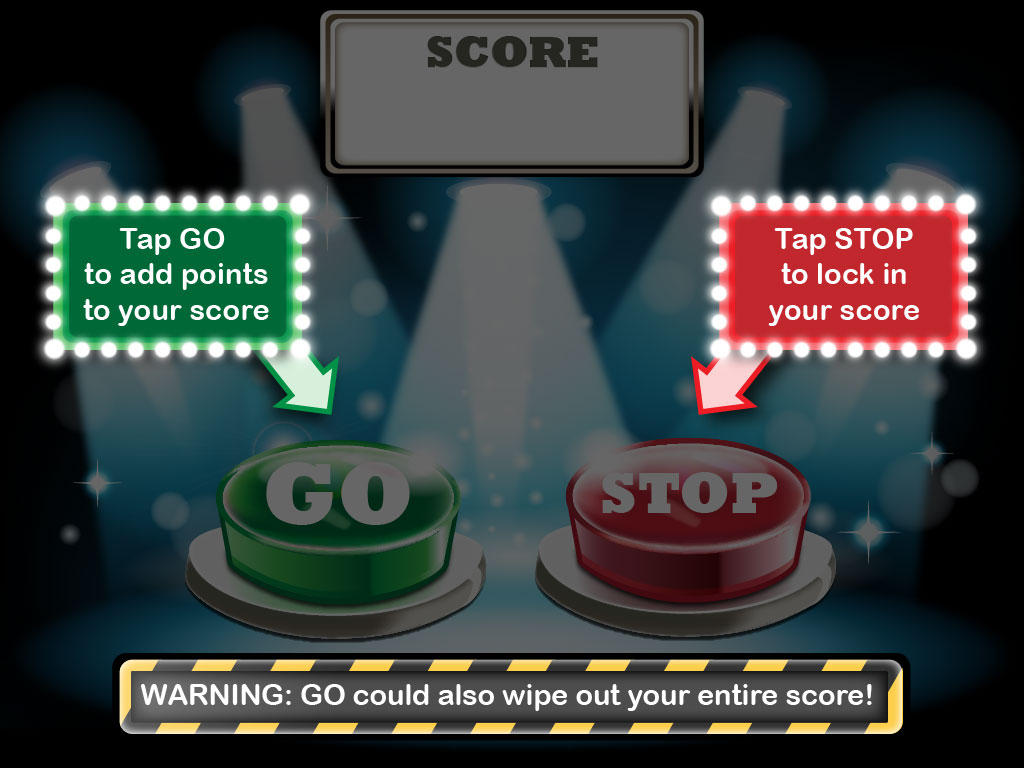 SCORE
Tap GO
to add points
to your score
Tap STOP
to lock in
your score
GO
STOP
WARNING: GO could also wipe out your entire score!